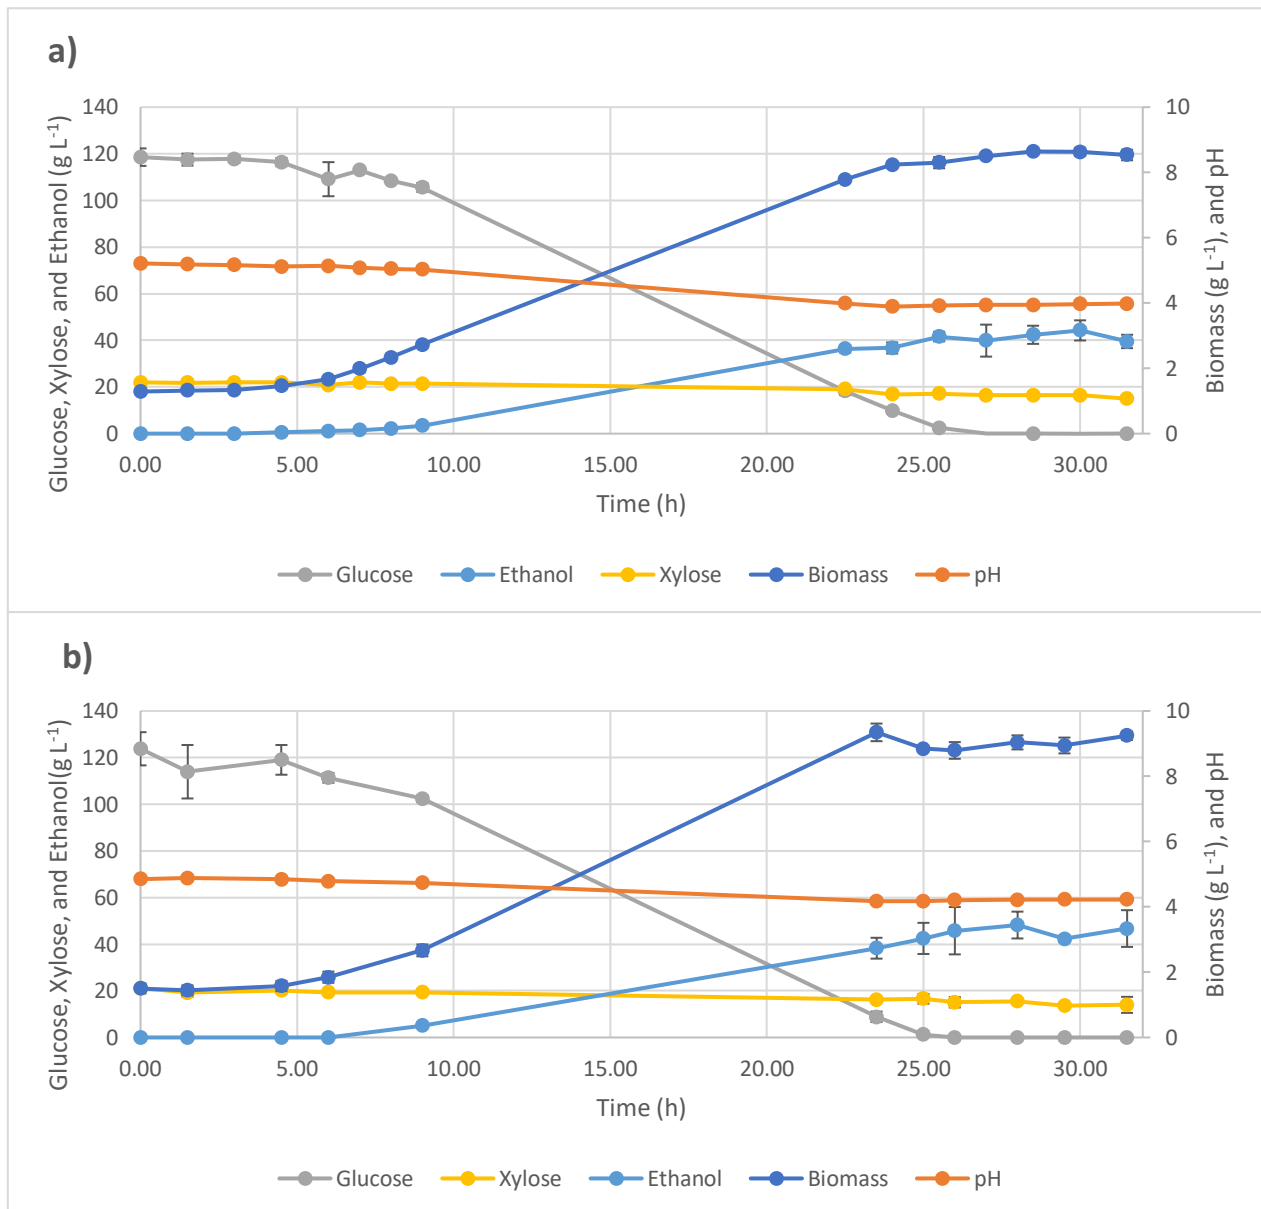 a)
Glucose, Xylose, and Ethanol (g L⁻¹)
140
120
100
80
60
40
20
0
10
8
6
4
2
0
Biomass (g L⁻¹), and pH
0.00 5.00 10.00 15.00 20.00 25.00 30.00
Time (h)
Glucose Ethanol Xylose Biomass pH
b)
Glucose, Xylose, and Ethanol(g L⁻¹)
140
120
100
80
60
40
20
0
10
8
6
4
2
0
Biomass (g L⁻¹), and pH
0.00 5.00 10.00 15.00 20.00 25.00 30.00
Time (h)
Glucose Xylose Ethanol Biomass pH